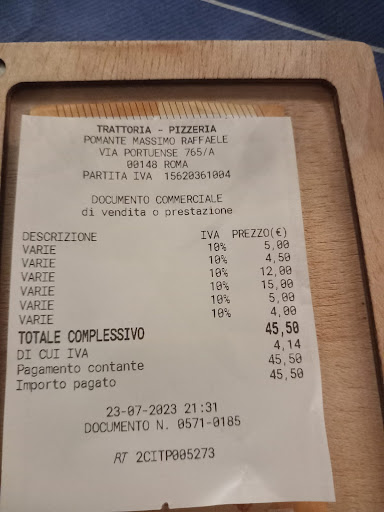 TRATTORIA - PIZZERIA
POMANTE MASSIMO RAFFAELE
VIA PORTUENSE 765/A
00148 ROMA
PARTITA IVA 15620361004
DOCUMENTO COMMERCIALE
di vendita o prestazione
DESCRIZIONE IVA PREZZO(€)
VARIE 10% 5,00
VARIE 10% 4,50
VARIE 10% 12,00
VARIE 10% 15,00
VARIE 10% 5,00
VARIE 10% 4,00
TOTALE COMPLESSIVO 45,50
DI CUI IVA 4,14
Pagamento contante 45,50
Importo pagato 45,50
23-07-2023 21:31
DOCUMENTO N. 0571-0185
RT 2CITP005273